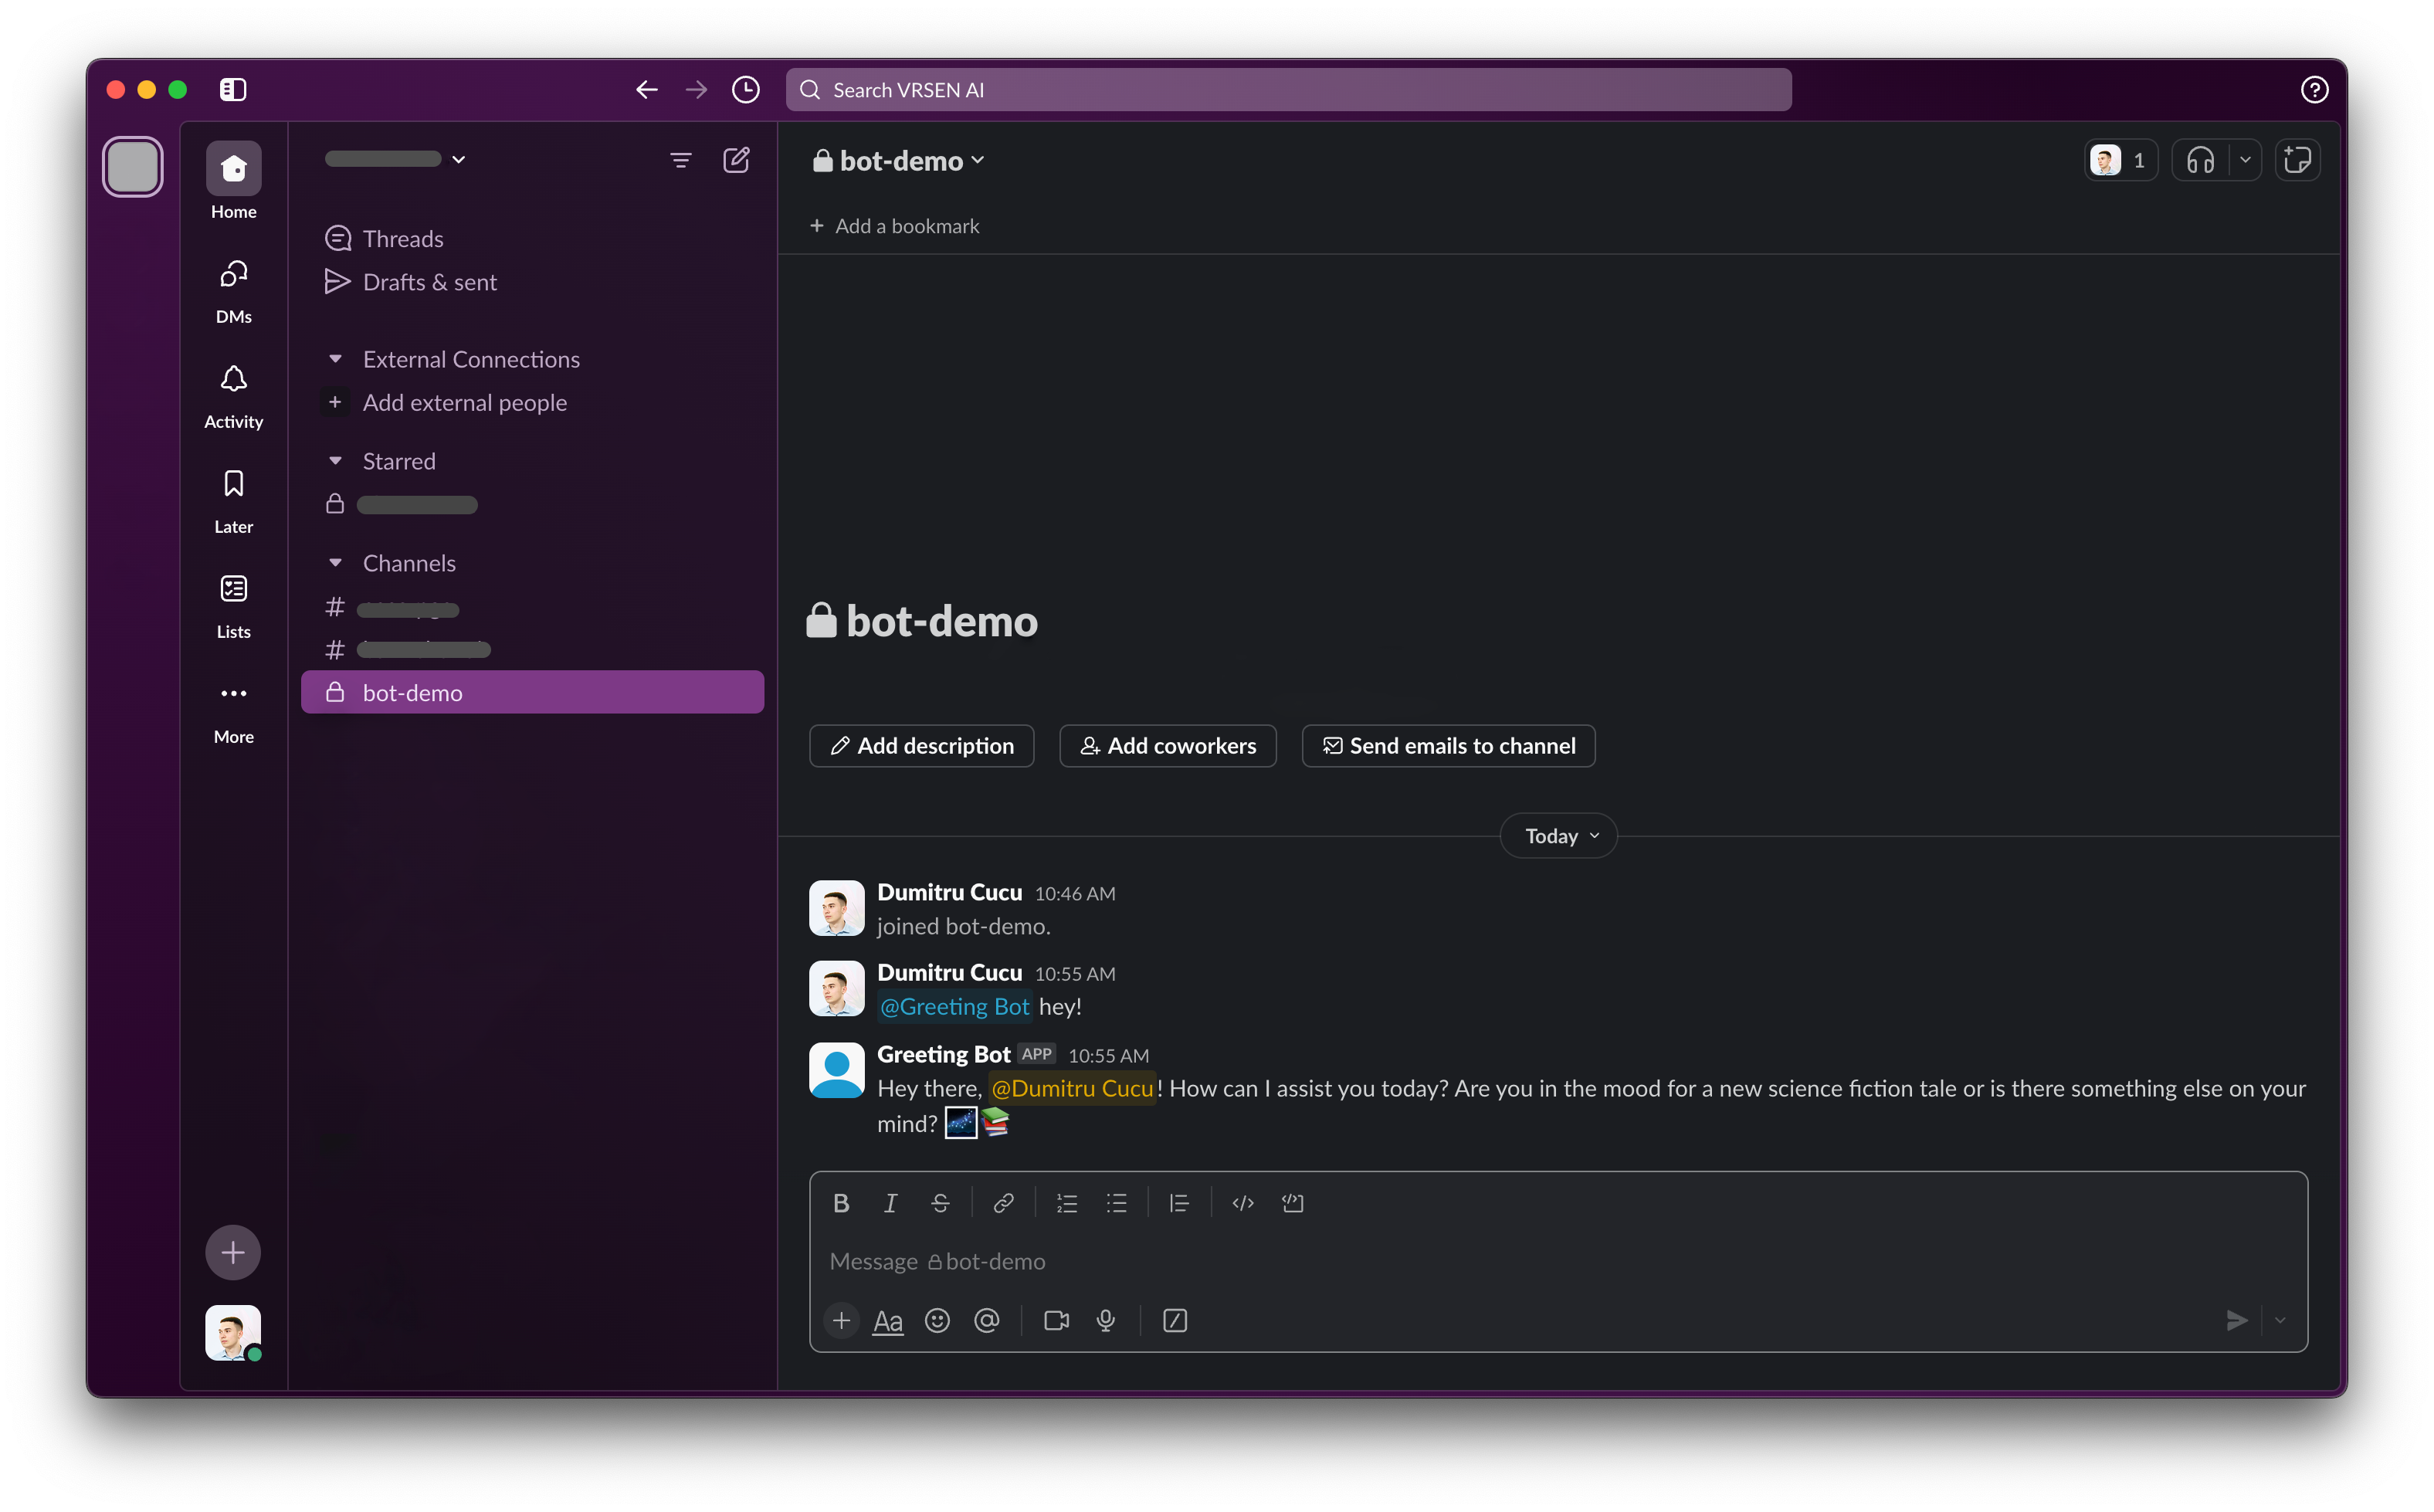 Search VRSEN AI
Home
DMs
Activity
Later
Lists
More
Threads
Drafts & sent
External Connections
Add external people
Starred
Channels
bot-demo
bot-demo
1
Add a bookmark
bot-demo
Add description
Add coworkers
Send emails to channel
Today
Dumitru Cucu 10:46 AM
joined bot-demo.
Dumitru Cucu 10:55 AM
@Greeting Bot hey!
Greeting Bot APP 10:55 AM
Hey there, @Dumitru Cucu! How can I assist you today? Are you in the mood for a new science fiction tale or is there something else on your
mind? 🌌📚
Message bot-demo
Aa